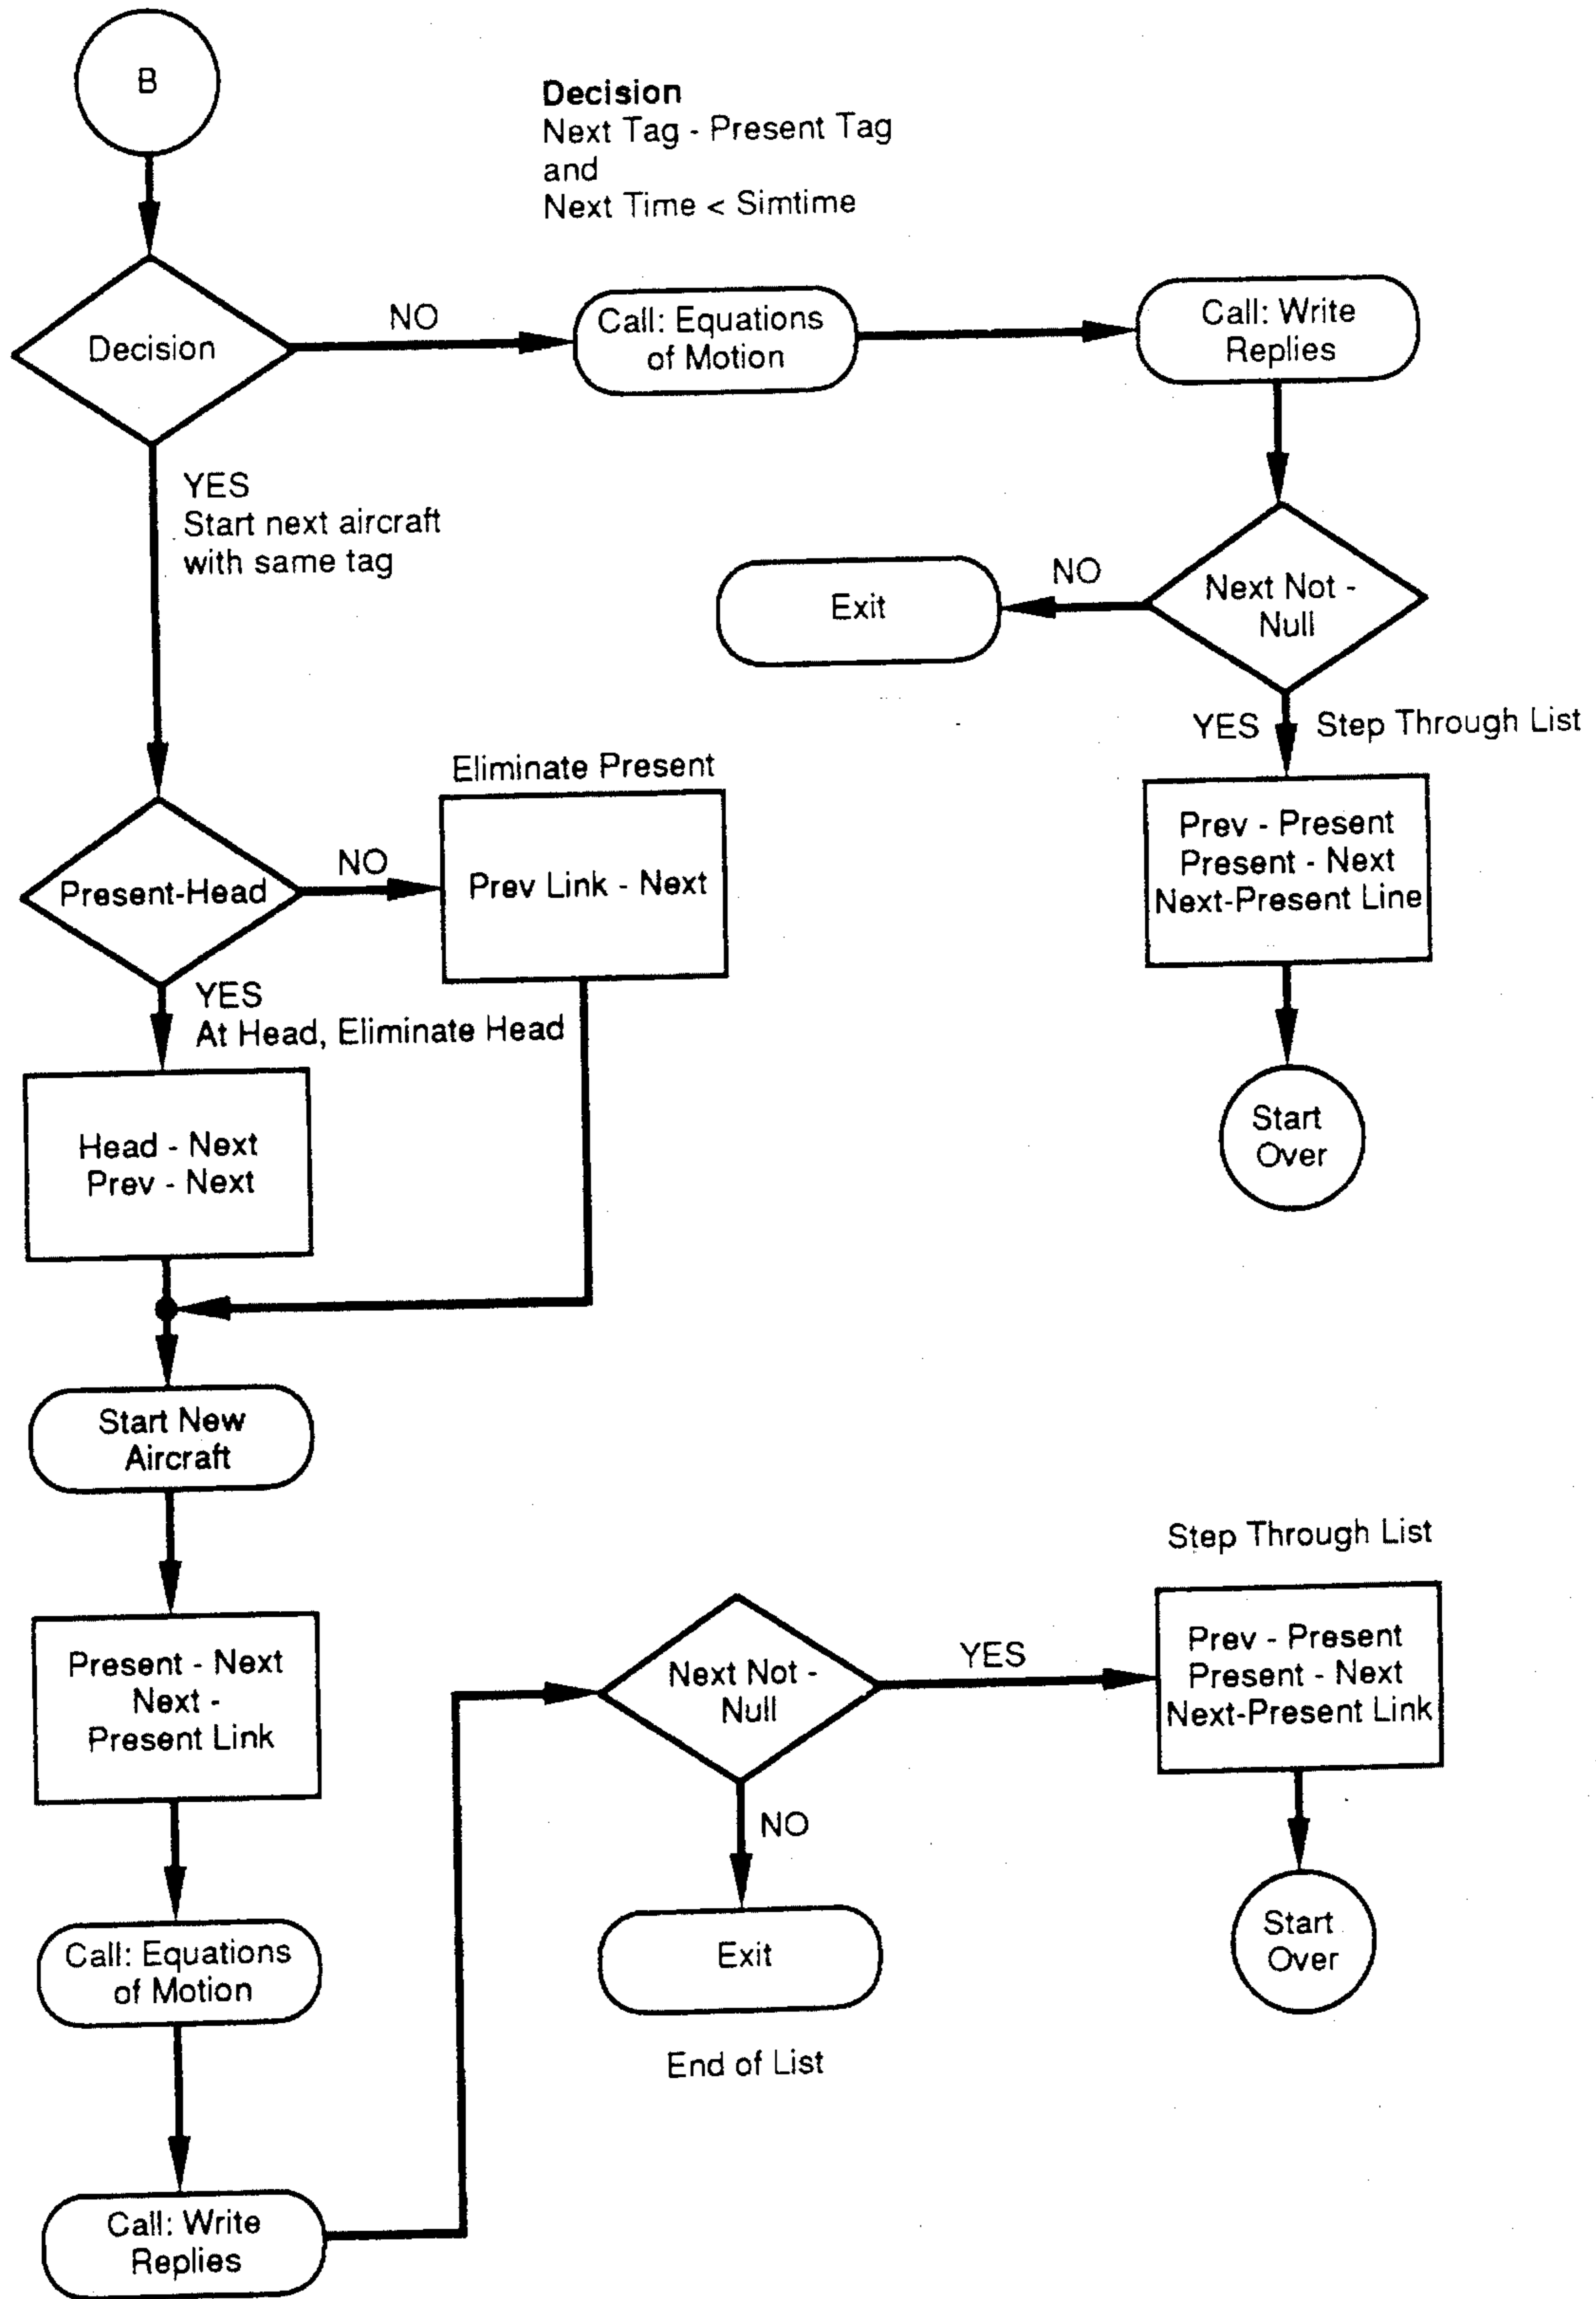 B
Decision
Next Tag - Present Tag
and
Next Time < Simtime
Decision
NO
Call: Equations
of Motion
Call: Write
Replies
YES
Start next aircraft
with same tag
Exit
NO
Next Not -
Null
YES
Step Through List
Prev - Present
Present - Next
Next-Present Line
Start
Over
Eliminate Present
Present-Head
NO
Prev Link - Next
YES
At Head, Eliminate Head
Head - Next
Prev - Next
Start New
Aircraft
Present - Next
Next -
Present Link
Call: Equations
of Motion
Call: Write
Replies
Next Not -
Null
YES
Step Through List
Prev - Present
Present - Next
Next-Present Link
NO
Exit
End of List
Start
Over